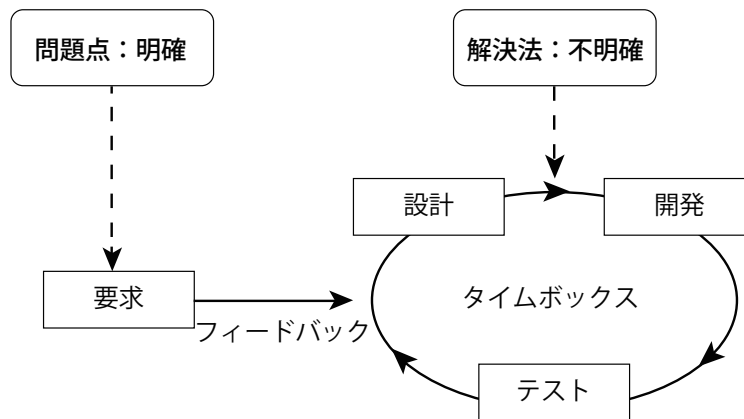 問題点：明確
解決法：不明確
設計
開発
要求
タイムボックス
フィードバック
テスト